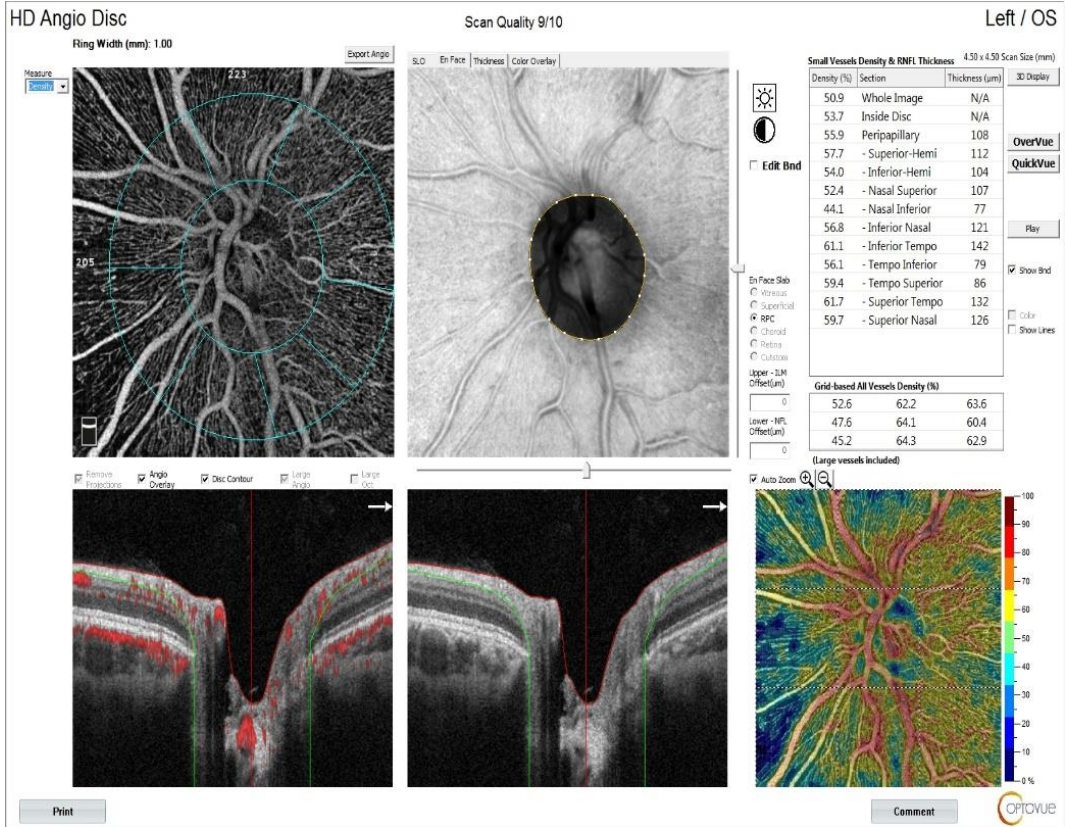 HD Angio Disc
Scan Quality 9/10
Left / OS
Ring Width (mm): 1.00
Export Angio
Measure
Density
223
205
SLO En Face Thickness Color Overlay
Edit Bnd
En Face Slab
Vitreous
Superficial
RPC
Choroid
Retina
Custom
Upper - ILM
Offset(um)
0
Lower - NFL
Offset(um)
0
Small Vessels Density & RNFL Thickness 4.50 x 4.50 Scan Size (mm)
Density (%) Section Thickness (µm)
50.9 Whole Image N/A
53.7 Inside Disc N/A
55.9 Peripapillary 108
57.7 - Superior-Hemi 112
54.0 - Inferior-Hemi 104
52.4 - Nasal Superior 107
44.1 - Nasal Inferior 77
56.8 - Inferior Nasal 121
61.1 - Inferior Tempo 142
56.1 - Tempo Inferior 79
59.4 - Tempo Superior 86
61.7 - Superior Tempo 132
59.7 - Superior Nasal 126
3D Display
OverVue
QuickVue
Play
Show Bnd
Color
Show Lines
Grid-based All Vessels Density (%)
52.6 62.2 63.6
47.6 64.1 60.4
45.2 64.3 62.9
(Large vessels included)
Remove
Projections
Angio
Overlay
Disc Contour
Large
Angio
Large
Oct
Auto Zoom
100
90
80
70
60
50
40
30
20
10
0 %
Print
Comment
OPTOVUE